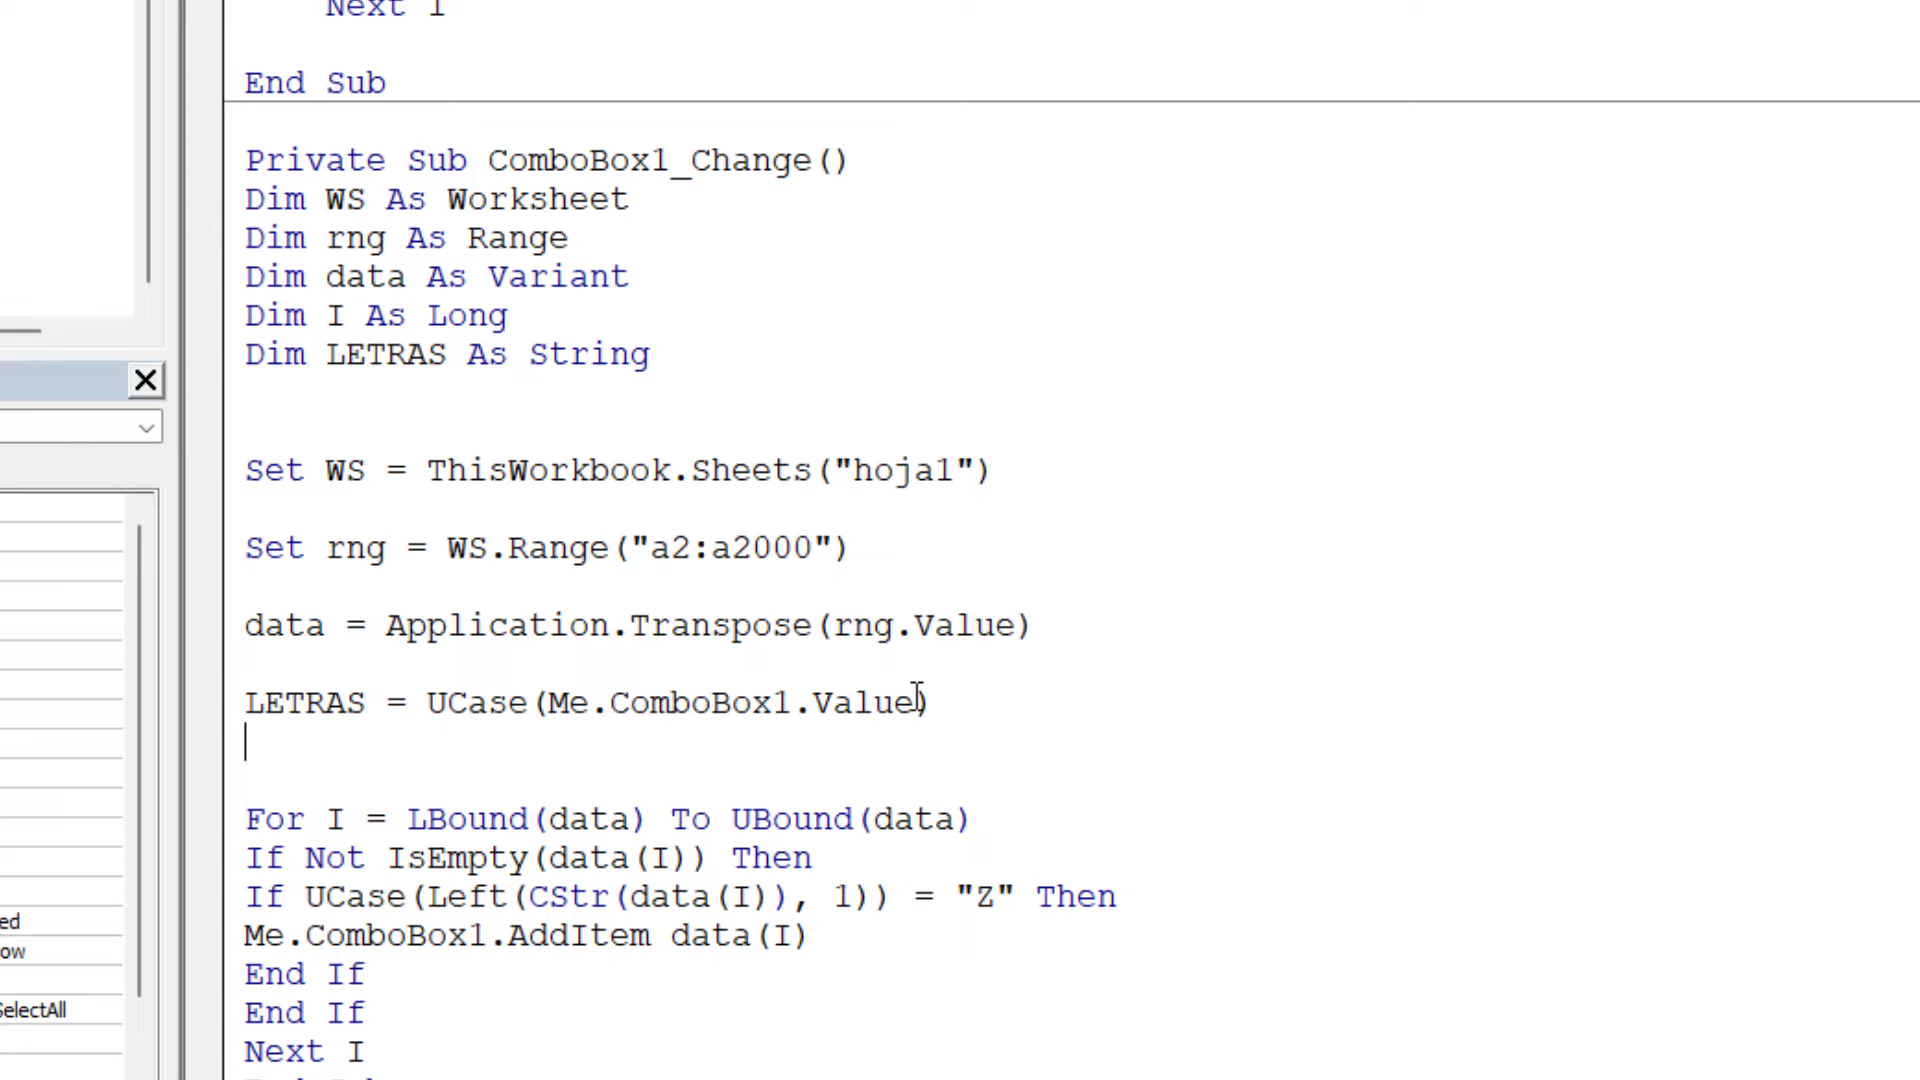 Next I
End Sub
Private Sub ComboBox1_Change()
Dim WS As Worksheet
Dim rng As Range
Dim data As Variant
Dim I As Long
Dim LETRAS As String
Set WS = ThisWorkbook.Sheets("hoja1")
Set rng = WS.Range("a2:a2000")
data = Application.Transpose(rng.Value)
LETRAS = UCase(Me.ComboBox1.Value)
For I = LBound(data) To UBound(data)
If Not IsEmpty(data(I)) Then
If UCase(Left(CStr(data(I)), 1)) = "Z" Then
Me.ComboBox1.AddItem data(I)
End If
End If
Next I
ed
ow
SelectAll